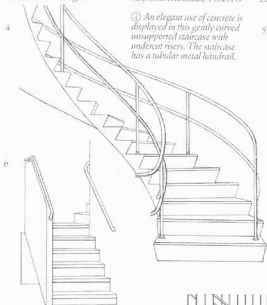 4
④ An elegant use of concrete is
displayed in this gently curved
unsupported staircase with
undercut risers. The staircase
has a tubular metal handrail.
5
6